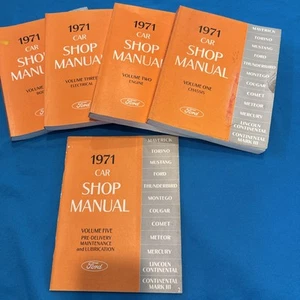 1971
CAR
SHOP
MANUAL
VOLUME
1971
CAR
SHOP
MANUAL
VOLUME THREE
ELECTRICAL
Ford
1971
CAR
SHOP
MANUAL
VOLUME TWO
ENGINE
Ford
1971
CAR
SHOP
MANUAL
VOLUME ONE
CHASSIS
Ford
MAVERICK
TORINO
MUSTANG
FORD
THUNDERBIRD
MONTEGO
COUGAR
COMET
METEOR
MERCURY
LINCOLN
CONTINENTAL
CONTINENTAL
MARK III
1971
CAR
SHOP
MANUAL
VOLUME FIVE
PRE-DELIVERY,
MAINTENANCE
and LUBRICATION
Ford
MAVERICK
TORINO
MUSTANG
FORD
THUNDERBIRD
MONTEGO
COUGAR
COMET
METEOR
MERCURY
LINCOLN
CONTINENTAL
CONTINENTAL
MARK III